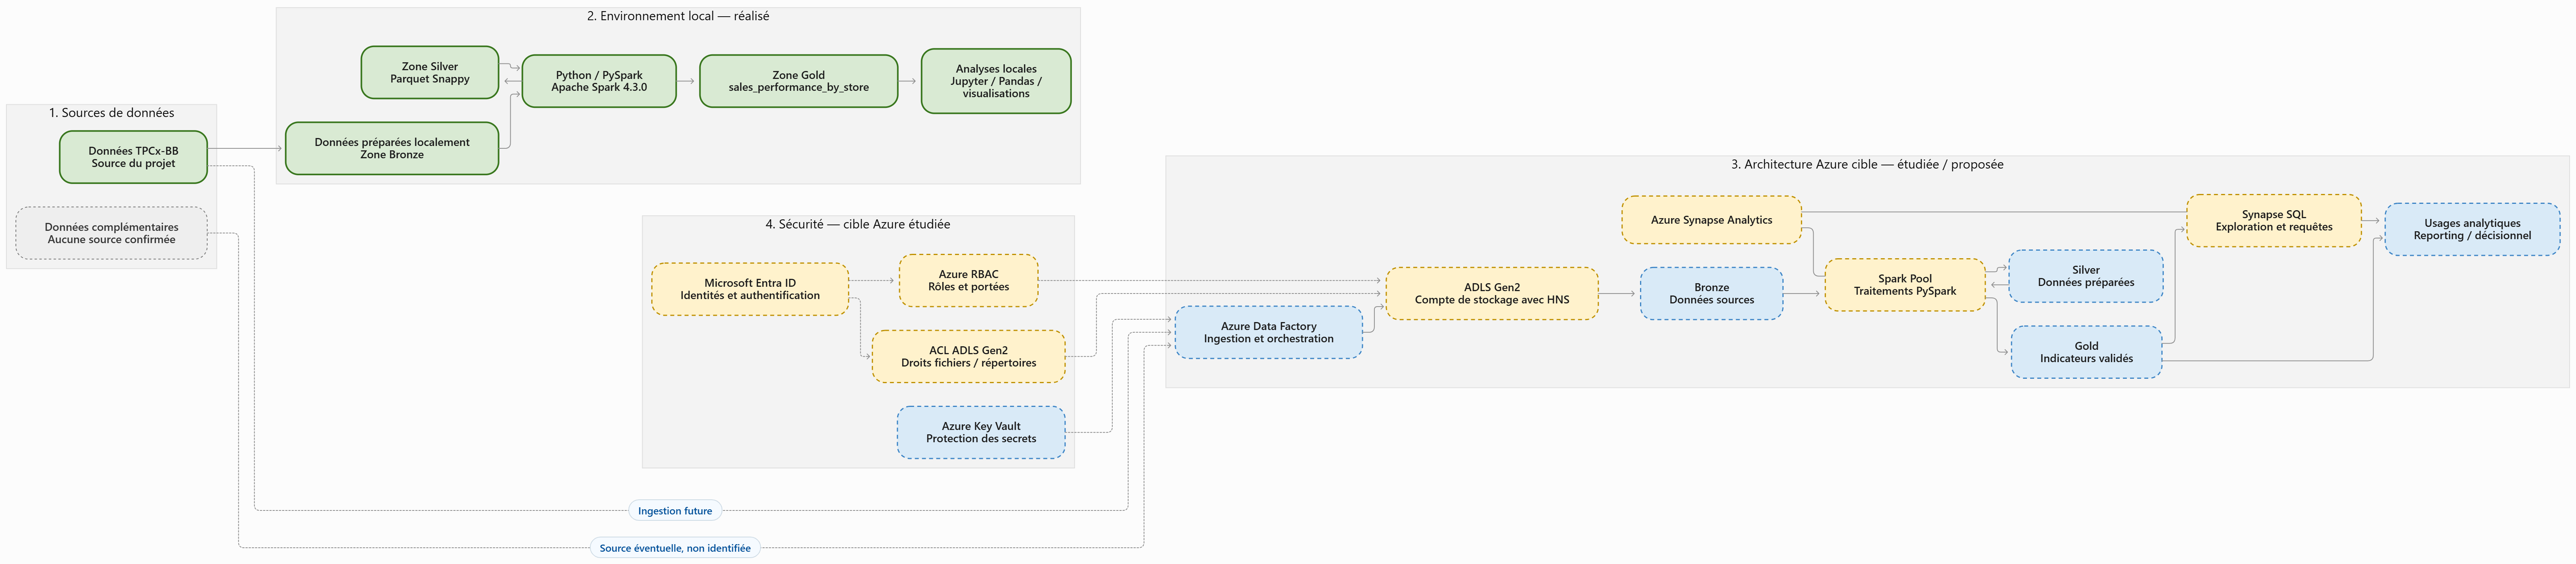 1. Sources de données
Données TPCx-BB
Source du projet
Données complémentaires
Aucune source confirmée
2. Environnement local — réalisé
Zone Silver
Parquet Snappy
Données préparées localement
Zone Bronze
Python / PySpark
Apache Spark 4.3.0
Zone Gold
sales_performance_by_store
Analyses locales
Jupyter / Pandas /
visualisations
4. Sécurité — cible Azure étudiée
Microsoft Entra ID
Identités et authentification
Azure RBAC
Rôles et portées
ACL ADLS Gen2
Droits fichiers / répertoires
Azure Key Vault
Protection des secrets
Ingestion future
Source éventuelle, non identifiée
3. Architecture Azure cible — étudiée / proposée
Azure Data Factory
Ingestion et orchestration
ADLS Gen2
Compte de stockage avec HNS
Azure Synapse Analytics
Bronze
Données sources
Spark Pool
Traitements PySpark
Silver
Données préparées
Gold
Indicateurs validés
Synapse SQL
Exploration et requêtes
Usages analytiques
Reporting / décisionnel